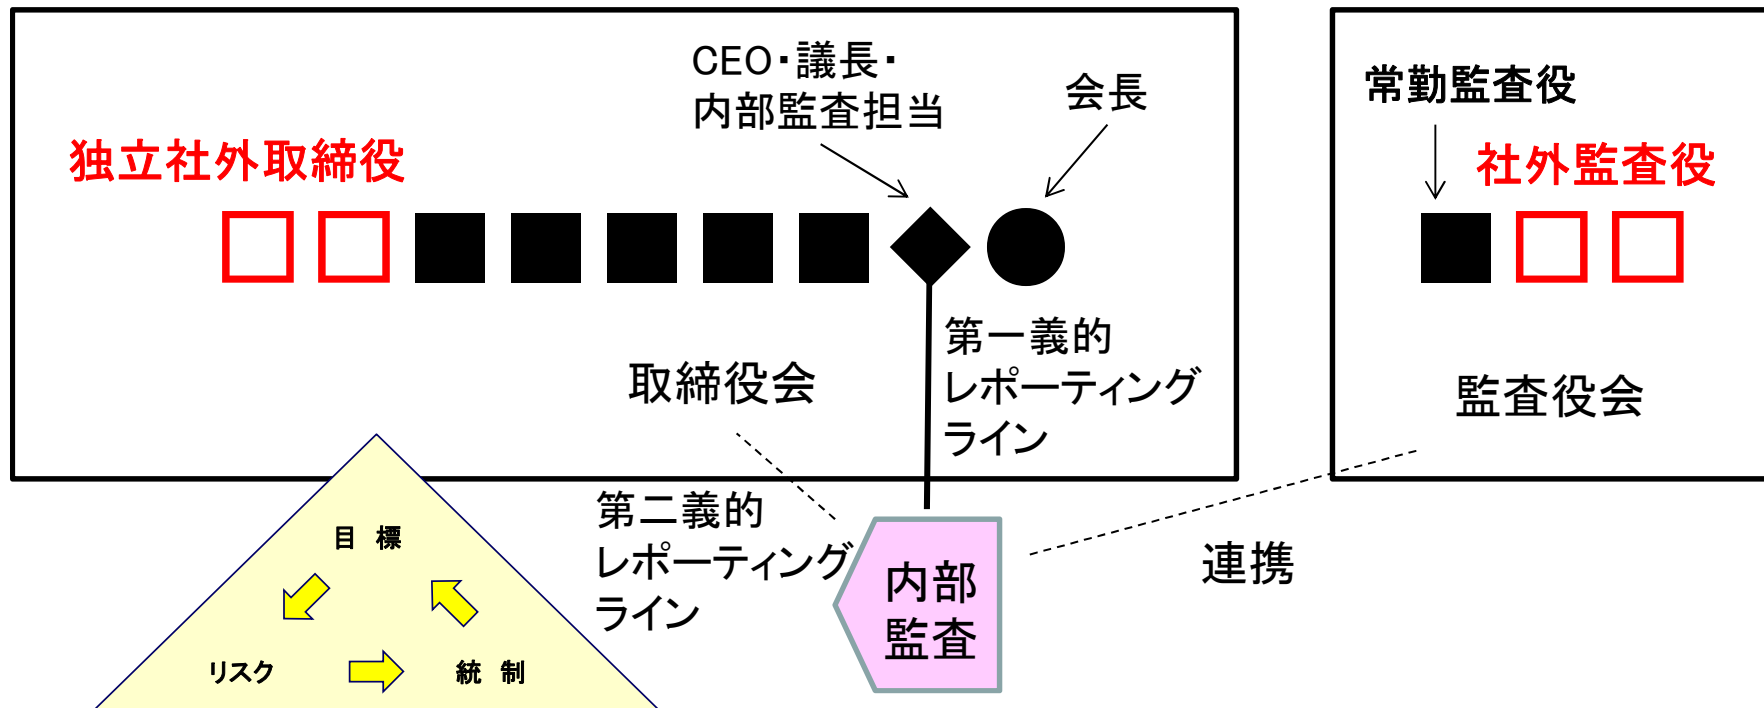 CEO・議長・
内部監査担当
会長
独立社外取締役
常勤監査役
社外監査役
第一義的
レポーティング
ライン
取締役会
監査役会
第二義的
レポーティング
ライン
目 標
リスク
統 制
内部
監査
連携